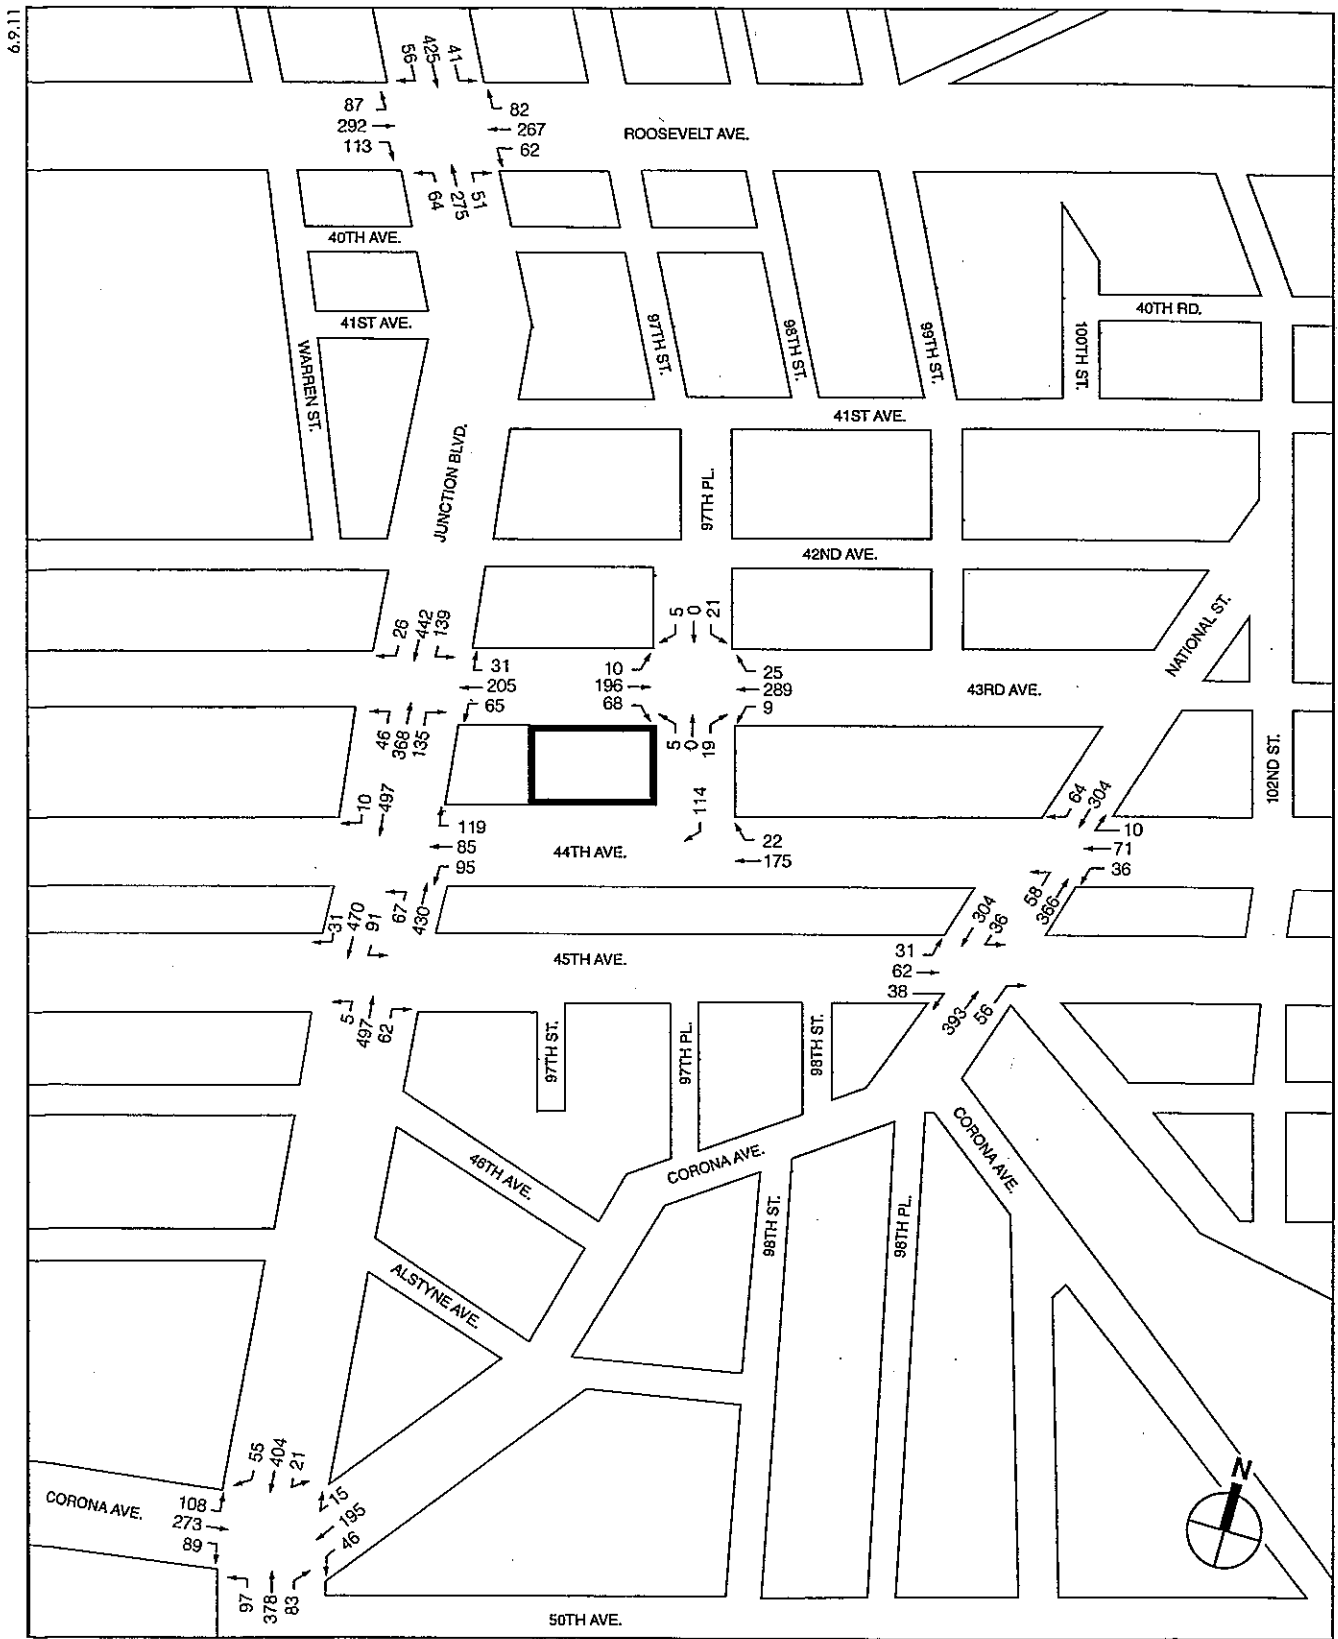 6.9.11
56
425
41
87
292
113
82
267
62
ROOSEVELT AVE.
64
275
51
40TH AVE.
41ST AVE.
WARREN ST.
JUNCTION BLVD.
97TH ST.
98TH ST.
99TH ST.
100TH ST.
40TH RD.
41ST AVE.
97TH PL.
42ND AVE.
NATIONAL ST.
26
442
139
31
205
65
5
0
21
10
196
68
25
289
9
43RD AVE.
46
368
135
5
0
19
102ND ST.
10
497
119
85
95
44TH AVE.
114
22
175
64
304
10
71
36
67
430
58
366
31
470
91
45TH AVE.
304
36
31
62
38
5
497
62
393
56
97TH ST.
97TH PL.
98TH ST.
46TH AVE.
CORONA AVE.
CORONA AVE.
98TH ST.
98TH PL.
ALSTYNE AVE.
55
404
21
CORONA AVE.
108
273
89
15
195
46
97
378
83
50TH AVE.
N